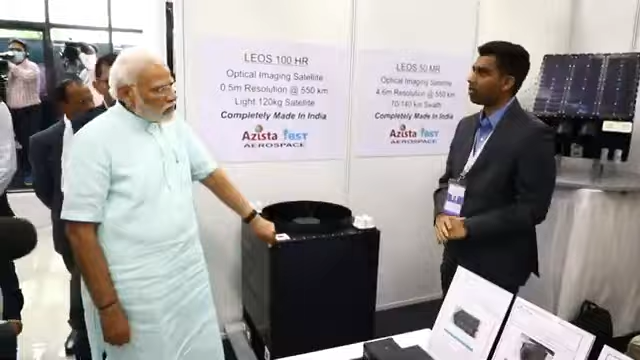 LEOS 100 HR
Optical Imaging Satellite
0.5m Resolution @ 550 km
Light 120kg Satellite
Completely Made in India
Azista BST
AEROSPACE
LEOS 50 MR
Optical Imaging Satellite
4.6m Resolution @ 550 km
70/140 km Swath
Completely Made In India
Azista BST
AEROSPACE